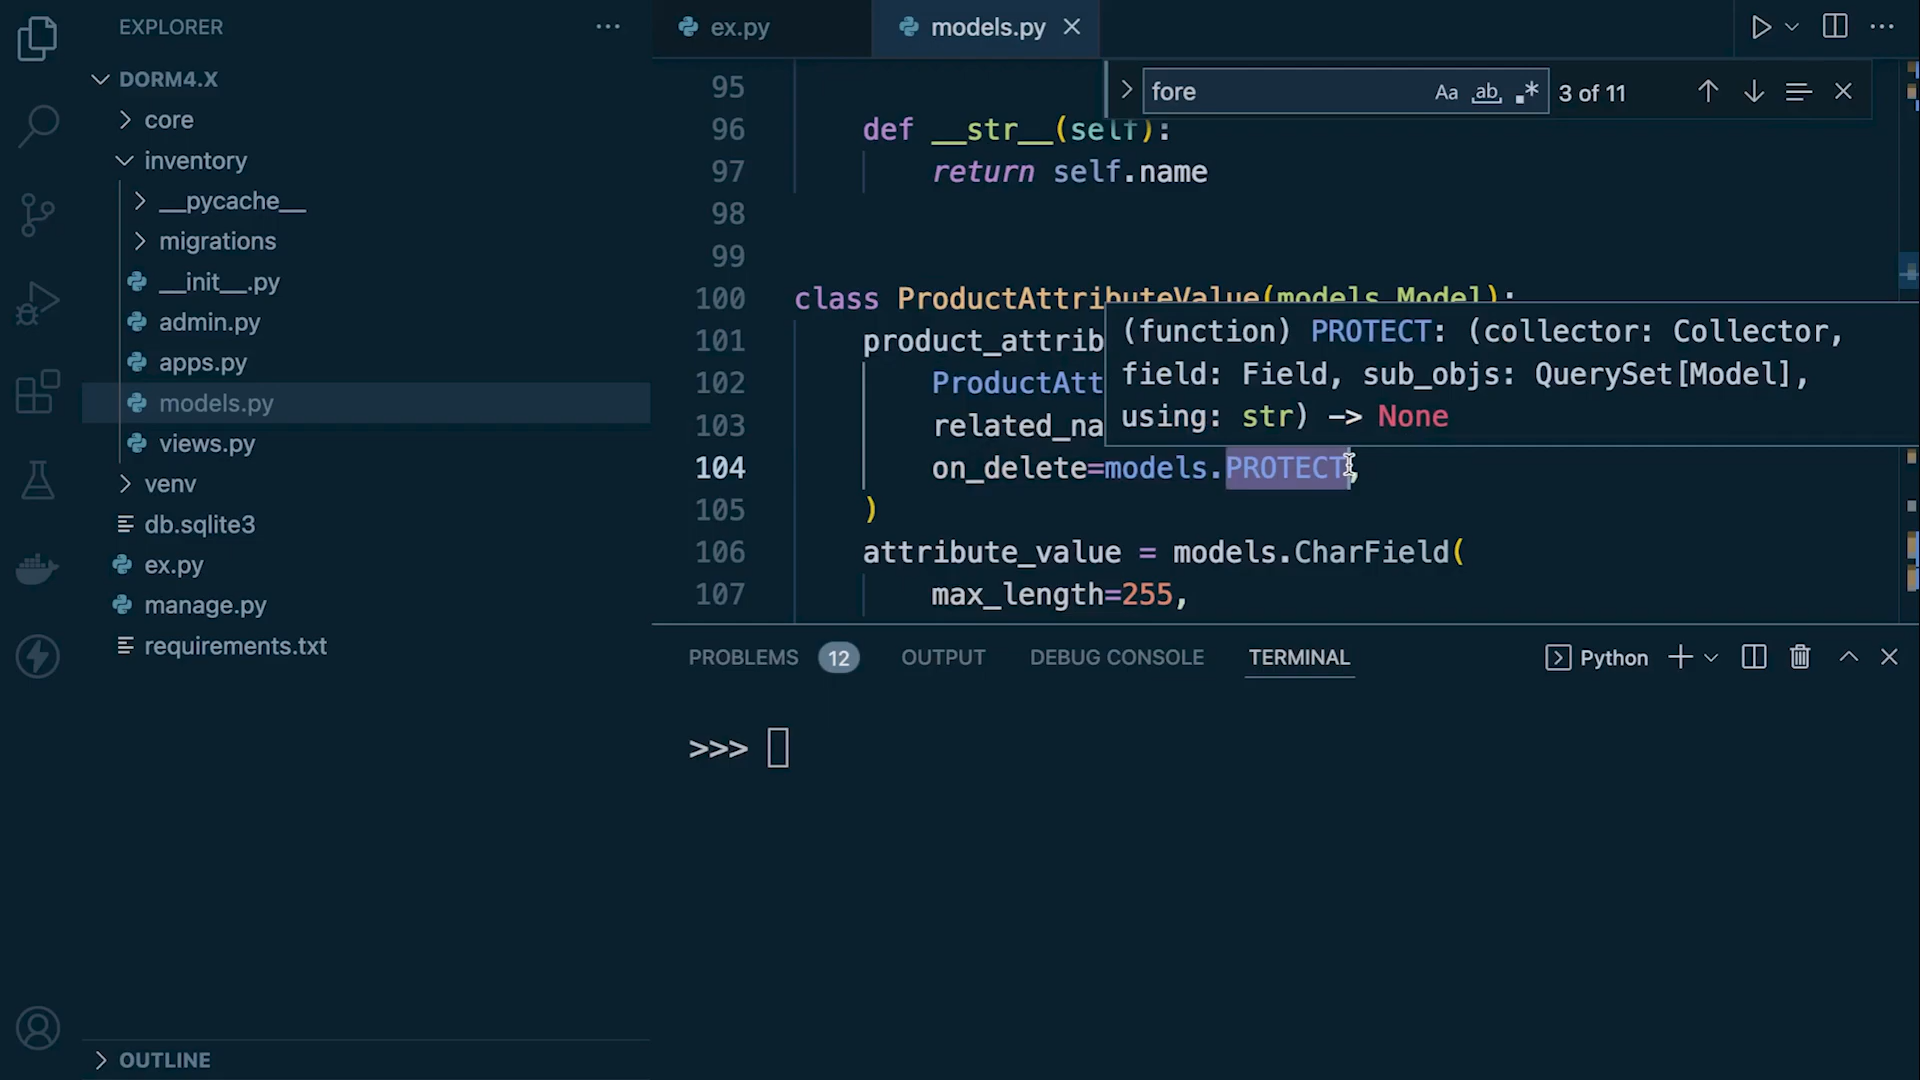 EXPLORER
DORM4.X
core
inventory
__pycache__
migrations
__init__.py
admin.py
apps.py
models.py
views.py
venv
db.sqlite3
ex.py
manage.py
requirements.txt
OUTLINE
ex.py
models.py
fore
Aa
ab
.*
3 of 11
95
96 def __str__(self):
97 return self.name
98
99
100 class ProductAttributeValue(models.Model):
101 product_attrib
102 ProductAtt
103 related_na
104 on_delete=models.PROTECT,
105 )
106 attribute_value = models.CharField(
107 max_length=255,
(function) PROTECT: (collector: Collector,
field: Field, sub_objs: QuerySet[Model],
using: str) -> None
PROBLEMS 12 OUTPUT DEBUG CONSOLE TERMINAL Python
>>>